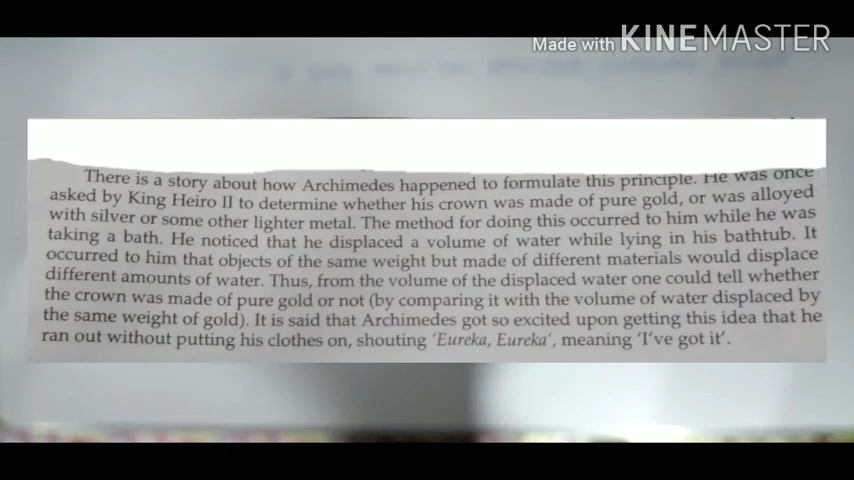 Made with KINEMASTER
There is a story about how Archimedes happened to formulate this principle. He was once
asked by King Heiro II to determine whether his crown was made of pure gold, or was alloyed
with silver or some other lighter metal. The method for doing this occurred to him while he was
taking a bath. He noticed that he displaced a volume of water while lying in his bathtub. It
occurred to him that objects of the same weight but made of different materials would displace
different amounts of water. Thus, from the volume of the displaced water one could tell whether
the crown was made of pure gold or not (by comparing it with the volume of water displaced by
the same weight of gold). It is said that Archimedes got so excited upon getting this idea that he
ran out without putting his clothes on, shouting 'Eureka, Eureka', meaning 'I've got it'.